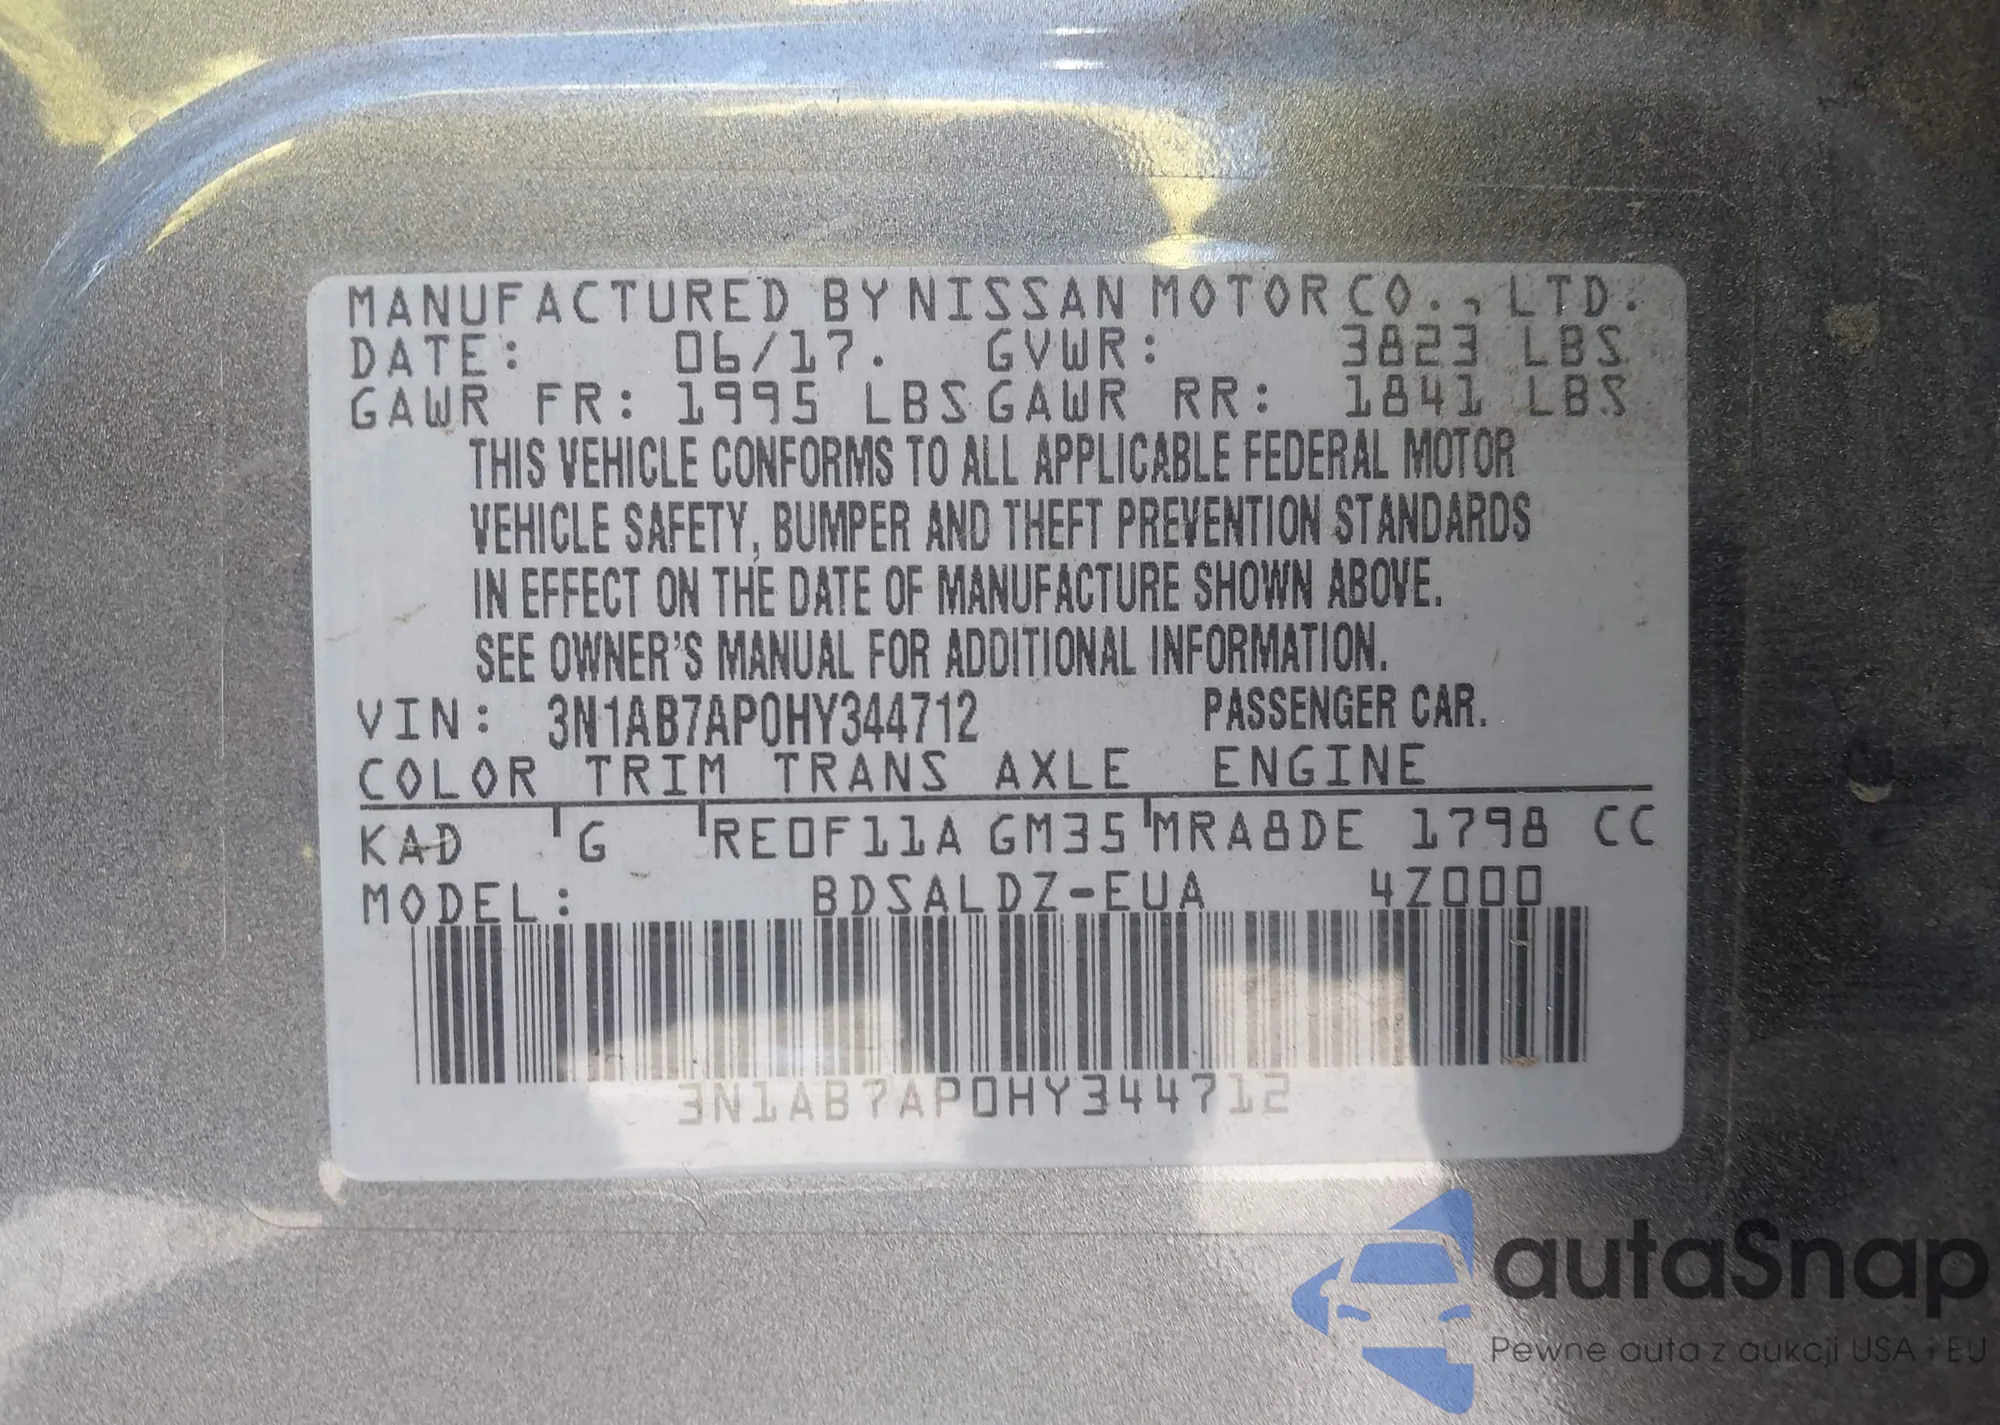 MANUFACTURED BY NISSAN MOTOR CO., LTD.
DATE: 06/17. GVWR: 3823 LBS
GAWR FR: 1995 LBS GAWR RR: 1841 LBS
THIS VEHICLE CONFORMS TO ALL APPLICABLE FEDERAL MOTOR
VEHICLE SAFETY, BUMPER AND THEFT PREVENTION STANDARDS
IN EFFECT ON THE DATE OF MANUFACTURE SHOWN ABOVE.
SEE OWNER'S MANUAL FOR ADDITIONAL INFORMATION.
VIN: 3N1AB7AP0HY344712 PASSENGER CAR.
COLOR TRIM TRANS AXLE ENGINE
KAD G RE0F11A GM35 MRA8DE 1798 CC
MODEL: BDSALDZ-EUA 4Z000
3N1AB7AP0HY344712
autaSnap
Pewne auta z aukcji USA i EU